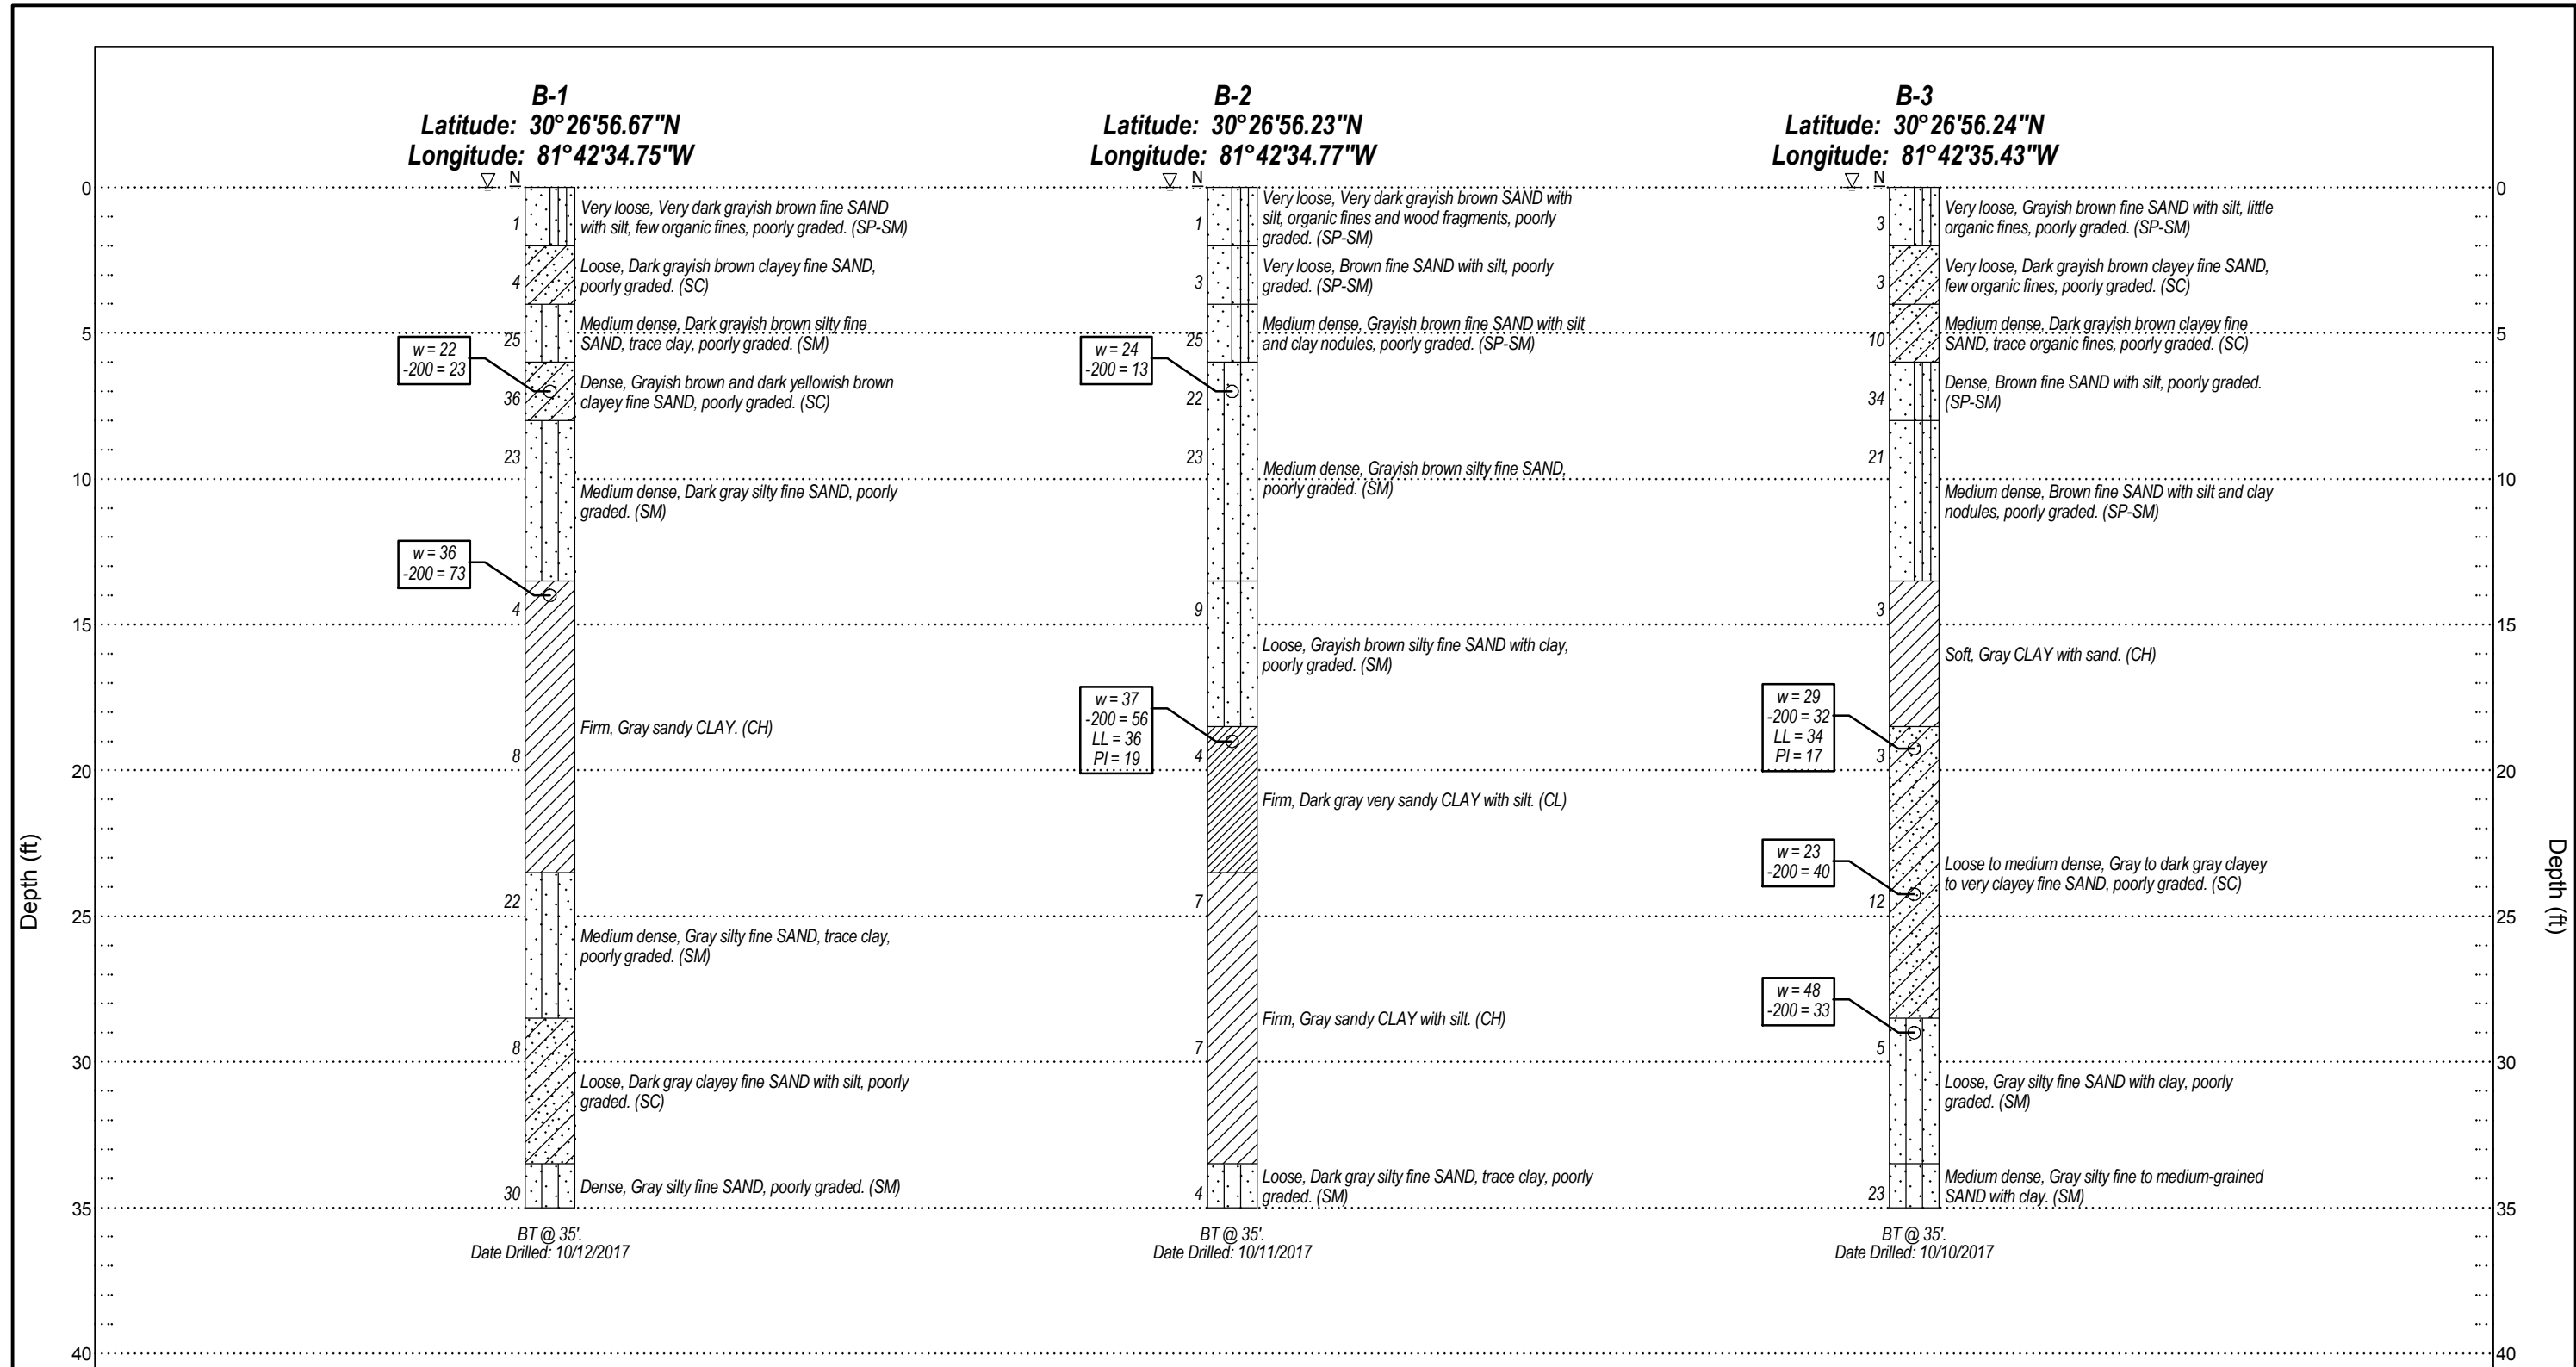 B-1
Latitude: 30°26'56.67"N
Longitude: 81°42'34.75"W
N
1
4
25
36
23
4
8
22
8
30
Very loose, Very dark grayish brown fine SAND
with silt, few organic fines, poorly graded. (SP-SM)
Loose, Dark grayish brown clayey fine SAND,
poorly graded. (SC)
Medium dense, Dark grayish brown silty fine
SAND, trace clay, poorly graded. (SM)
w = 22
-200 = 23
Dense, Grayish brown and dark yellowish brown
clayey fine SAND, poorly graded. (SC)
Medium dense, Dark gray silty fine SAND, poorly
graded. (SM)
w = 36
-200 = 73
Firm, Gray sandy CLAY. (CH)
Medium dense, Gray silty fine SAND, trace clay,
poorly graded. (SM)
Loose, Dark gray clayey fine SAND with silt, poorly
graded. (SC)
Dense, Gray silty fine SAND, poorly graded. (SM)
BT @ 35'.
Date Drilled: 10/12/2017
B-2
Latitude: 30°26'56.23"N
Longitude: 81°42'34.77"W
N
1
3
25
22
23
9
4
7
7
4
Very loose, Very dark grayish brown SAND with
silt, organic fines and wood fragments, poorly
graded. (SP-SM)
Very loose, Brown fine SAND with silt, poorly
graded. (SP-SM)
Medium dense, Grayish brown fine SAND with silt
and clay nodules, poorly graded. (SP-SM)
w = 24
-200 = 13
Medium dense, Grayish brown silty fine SAND,
poorly graded. (SM)
Loose, Grayish brown silty fine SAND with clay,
poorly graded. (SM)
w = 37
-200 = 56
LL = 36
PI = 19
Firm, Dark gray very sandy CLAY with silt. (CL)
Firm, Gray sandy CLAY with silt. (CH)
Loose, Dark gray silty fine SAND, trace clay, poorly
graded. (SM)
BT @ 35'.
Date Drilled: 10/11/2017
B-3
Latitude: 30°26'56.24"N
Longitude: 81°42'35.43"W
N
3
3
10
34
21
3
3
12
5
23
Very loose, Grayish brown fine SAND with silt, little
organic fines, poorly graded. (SP-SM)
Very loose, Dark grayish brown clayey fine SAND,
few organic fines, poorly graded. (SC)
Medium dense, Dark grayish brown clayey fine
SAND, trace organic fines, poorly graded. (SC)
Dense, Brown fine SAND with silt, poorly graded.
(SP-SM)
Medium dense, Brown fine SAND with silt and clay
nodules, poorly graded. (SP-SM)
Soft, Gray CLAY with sand. (CH)
w = 29
-200 = 32
LL = 34
PI = 17
w = 23
-200 = 40
Loose to medium dense, Gray to dark gray clayey
to very clayey fine SAND, poorly graded. (SC)
w = 48
-200 = 33
Loose, Gray silty fine SAND with clay, poorly
graded. (SM)
Medium dense, Gray silty fine to medium-grained
SAND with clay. (SM)
BT @ 35'.
Date Drilled: 10/10/2017
Depth (ft)
0
5
10
15
20
25
30
35
40
Depth (ft)
0
5
10
15
20
25
30
35
40